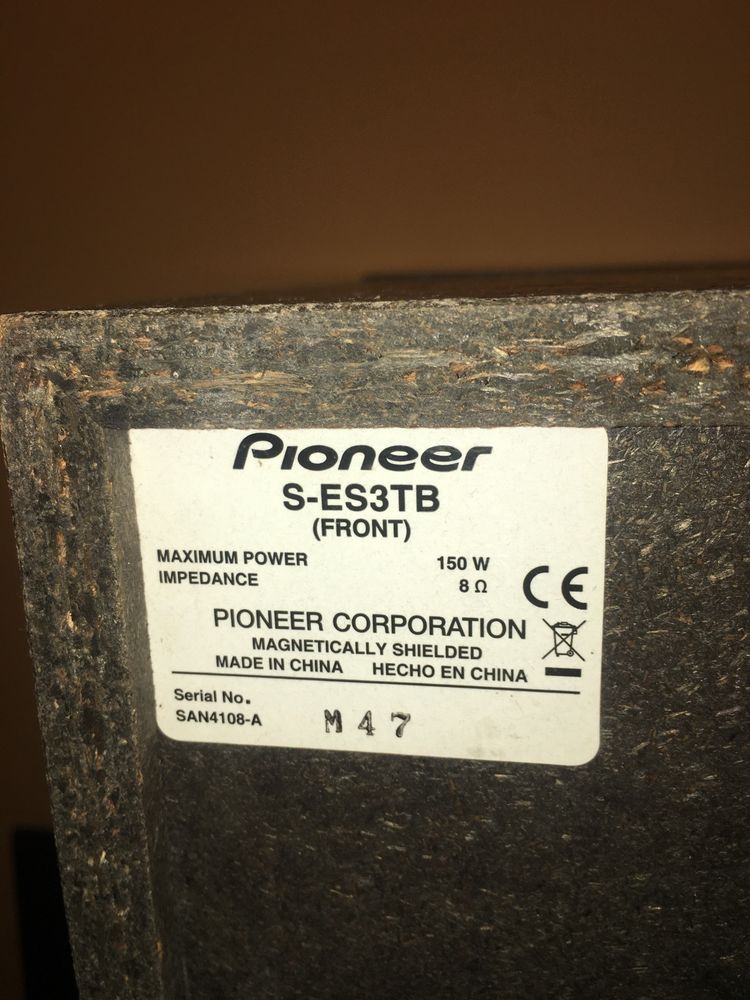 Pioneer
S-ES3TB
(FRONT)
MAXIMUM POWER 150 W
IMPEDANCE 8 Ω
CE
PIONEER CORPORATION
MAGNETICALLY SHIELDED
MADE IN CHINA HECHO EN CHINA
Serial No.
SAN4108-A M47